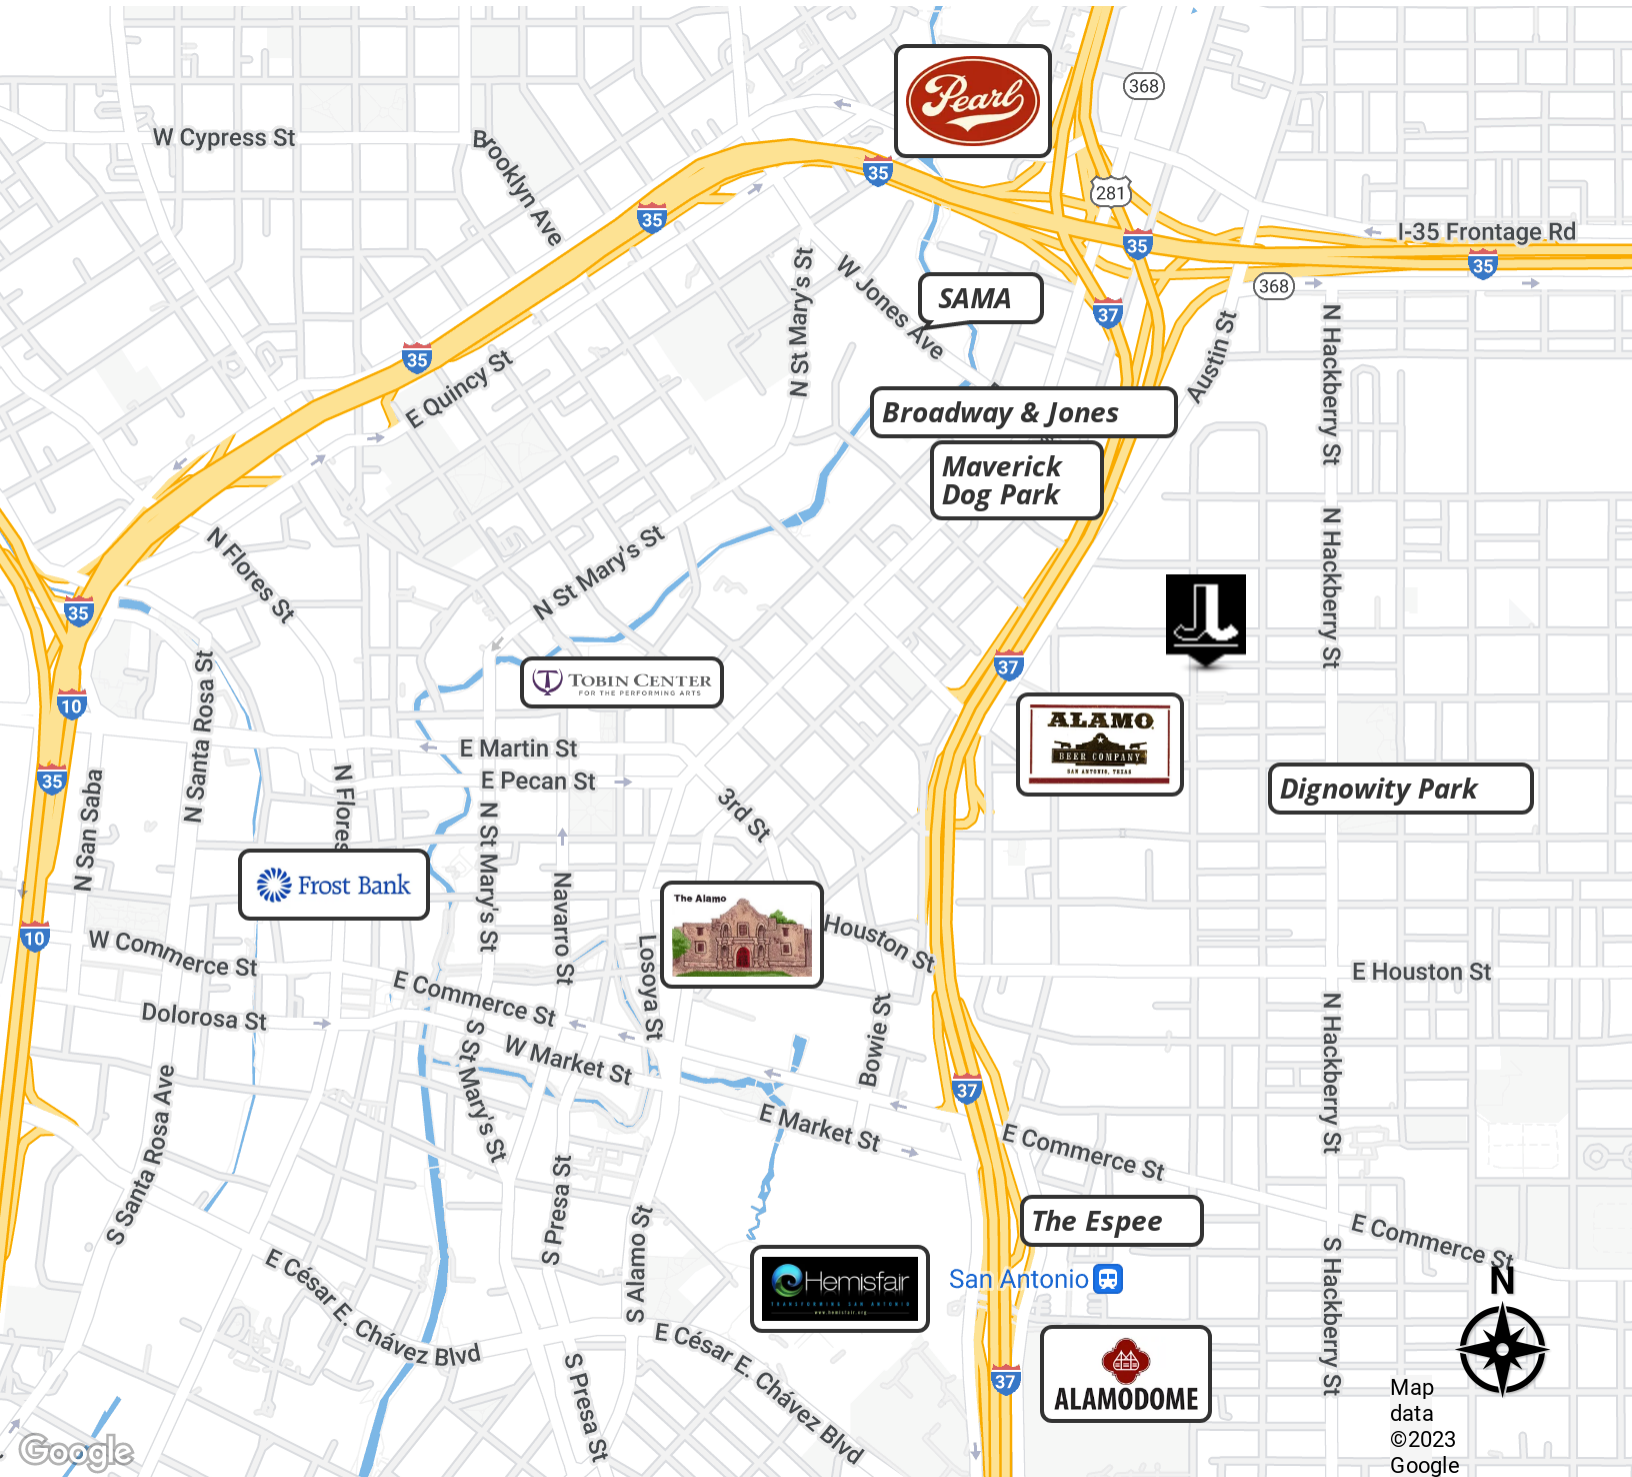 Pearl
368
W Cypress St
Brooklyn Ave
35
281
35
I-35 Frontage Rd
35
35
368
W Jones Ave
N St Mary's St
SAMA
37
N Hackberry St
Austin St
35
E Quincy St
Broadway & Jones
Maverick
Dog Park
N Flores St
N St Mary's St
N Hackberry St
35
37
TOBIN CENTER
FOR THE PERFORMING ARTS
N Santa Rosa St
10
ALAMO
BEER COMPANY
SAN ANTONIO, TEXAS
E Martin St
E Pecan St
35
N San Saba
N Flores
3rd St
Dignowity Park
Frost Bank
N St Mary's St
Navarro St
The Alamo
Houston St
10
W Commerce St
Losoya St
E Houston St
E Commerce St
Dolorosa St
Bowie St
N Hackberry St
W Market St
S St Mary's St
37
E Market St
E Commerce St
S Santa Rosa Ave
S Presa St
S Alamo St
The Espee
E Commerce St
Hemisfair
TRANSFORMING SAN ANTONIO
www.hemisfair.org
San Antonio
N
S Hackberry St
E César E. Chávez Blvd
E César E. Chávez Blvd
S Presa St
37
ALAMODOME
Map
data
©2023
Google
Google